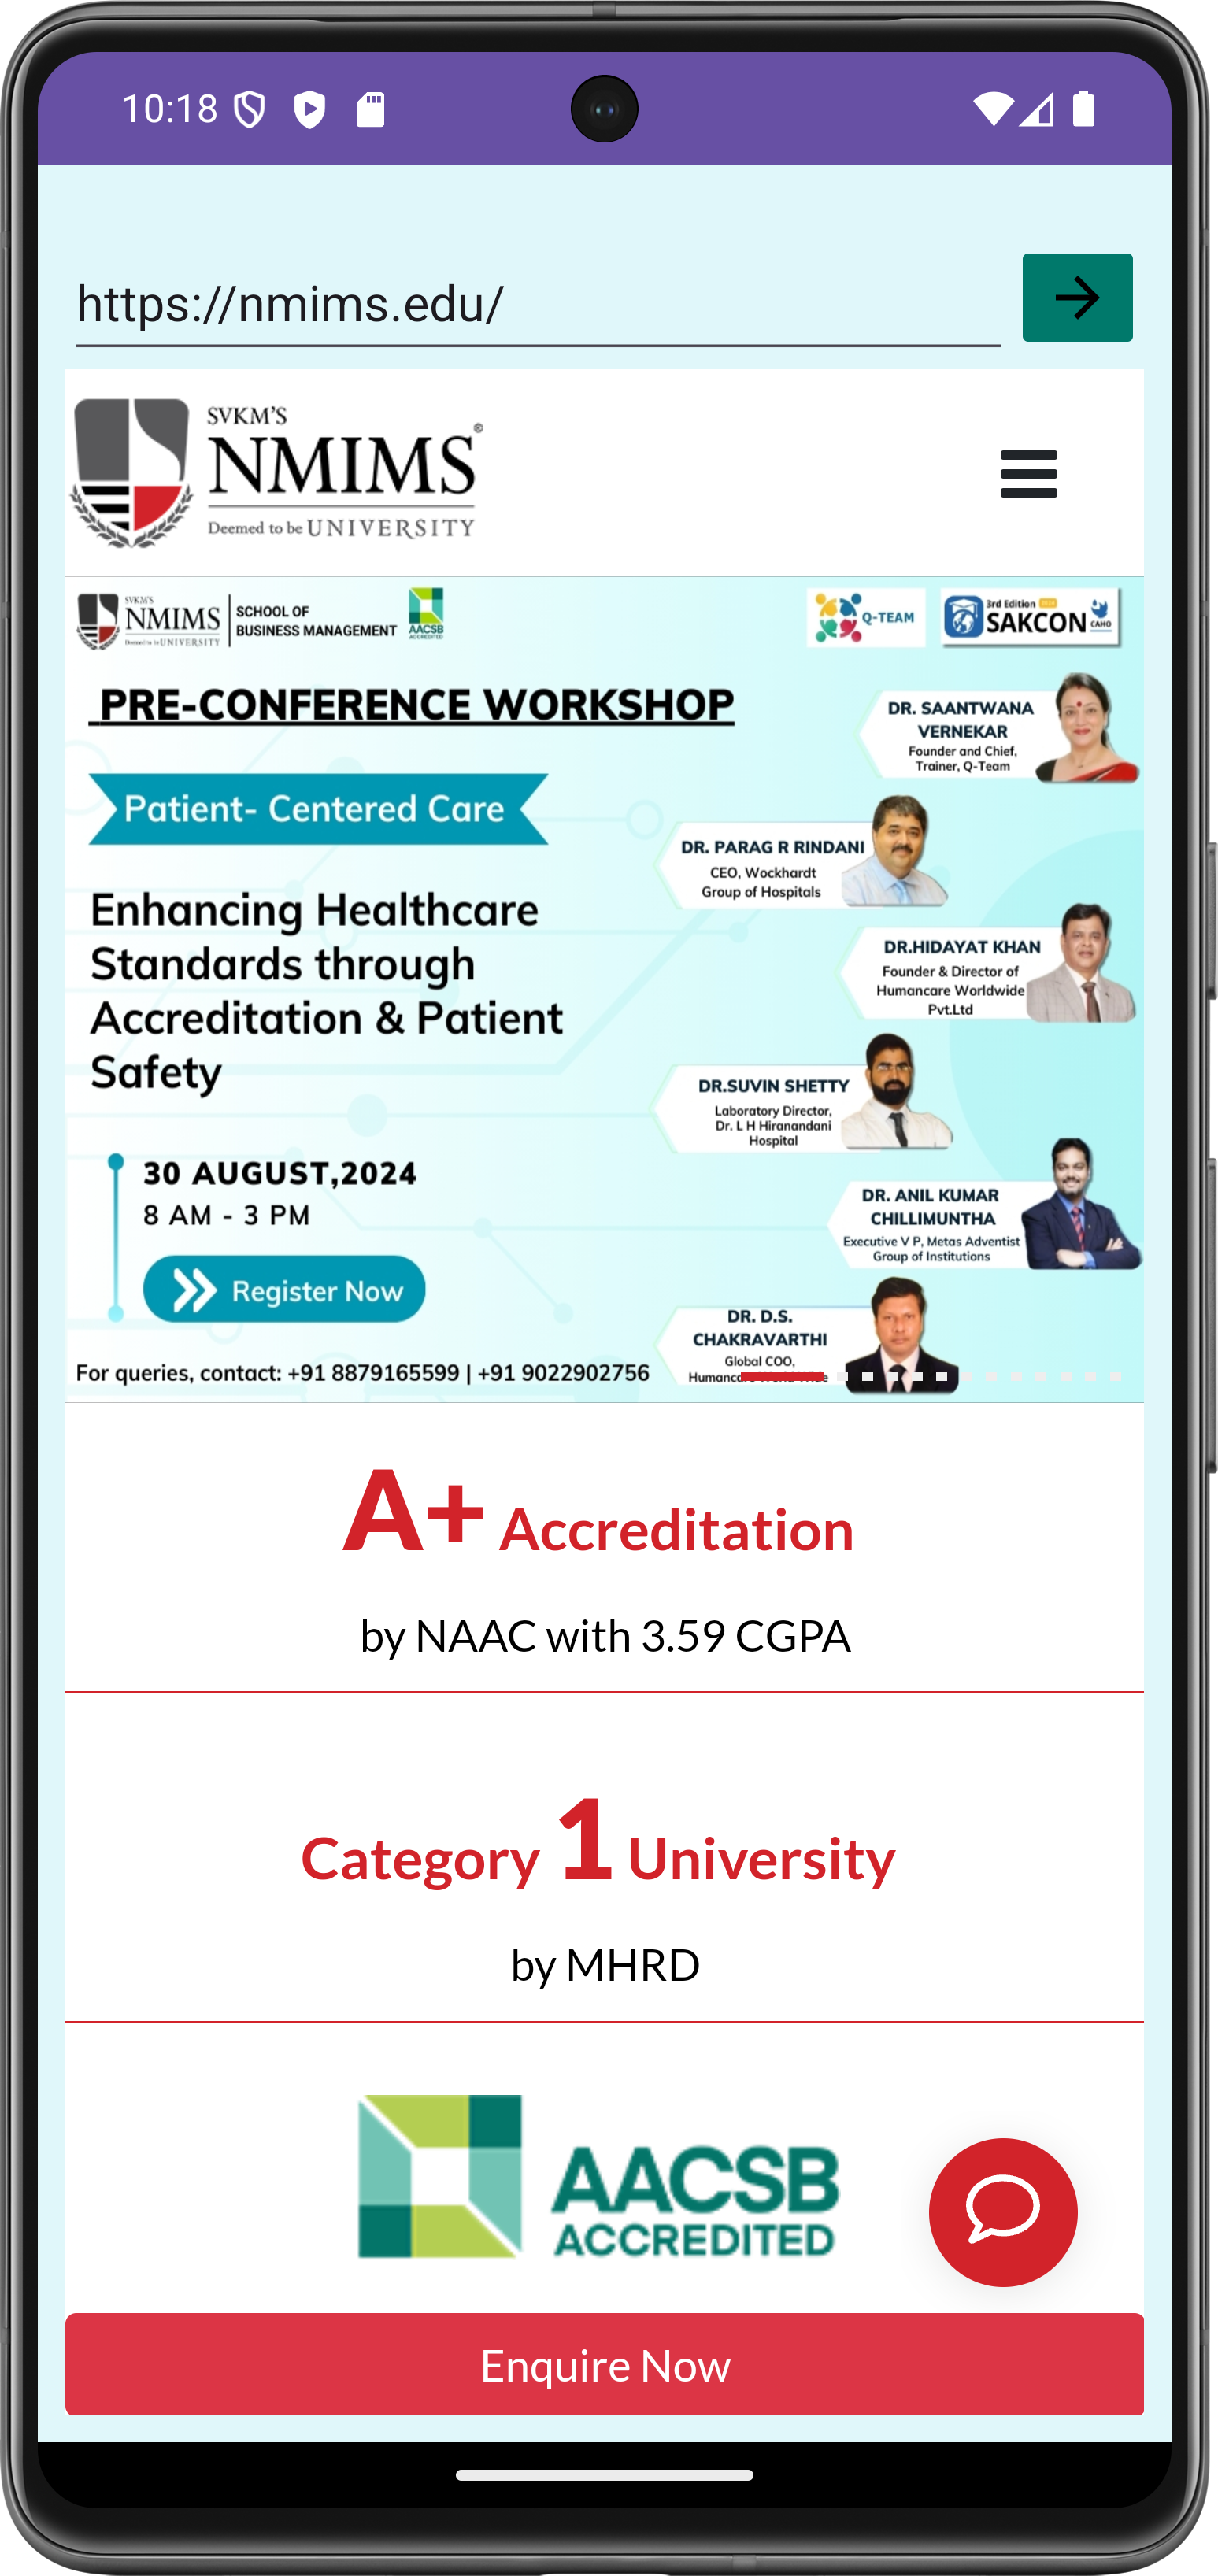 10:18
https://nmims.edu/
SVKM'S
NMIMS®
Deemed to be UNIVERSITY
SVKM'S
NMIMS
Deemed to be UNIVERSITY
SCHOOL OF
BUSINESS MANAGEMENT
AACSB
ACCREDITED
Q-TEAM
3rd Edition
SAKCON
CAHO
PRE-CONFERENCE WORKSHOP
Patient- Centered Care
Enhancing Healthcare
Standards through
Accreditation & Patient
Safety
30 AUGUST,2024
8 AM - 3 PM
Register Now
For queries, contact: +91 8879165599 | +91 9022902756
DR. SAANTWANA
VERNEKAR
Founder and Chief,
Trainer, Q-Team
DR. PARAG R RINDANI
CEO, Wockhardt
Group of Hospitals
DR.HIDAYAT KHAN
Founder & Director of
Humancare Worldwide
Pvt.Ltd
DR.SUVIN SHETTY
Laboratory Director,
Dr. L H Hiranandani
Hospital
DR. ANIL KUMAR
CHILLIMUNTHA
Executive V P, Metas Adventist
Group of Institutions
DR. D.S.
CHAKRAVARTHI
Global COO,
A+ Accreditation
by NAAC with 3.59 CGPA
Category 1 University
by MHRD
AACSB
ACCREDITED
Enquire Now